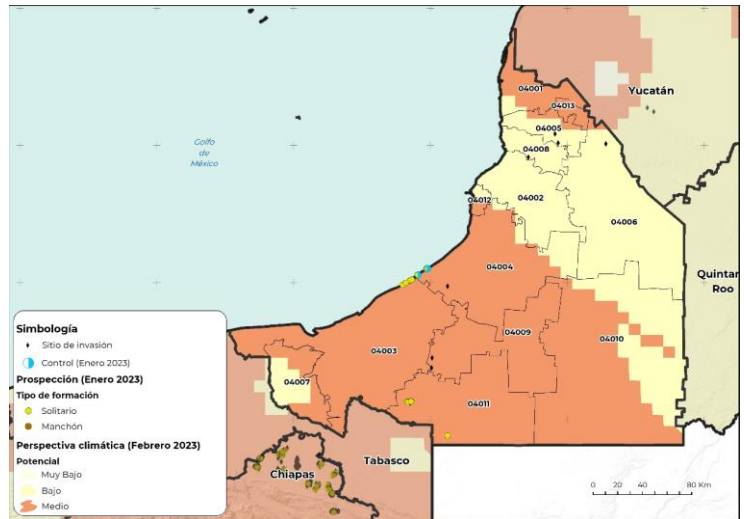 Yucatán
04001
04013
04005
04008
Golfo
de
México
04002
04012
04006
04004
Quintan
Roo
04009
04010
04003
04007
04011
Tabasco
Chiapas
Simbología
Sitio de invasión
Control (Enero 2023)
Prospección (Enero 2023)
Tipo de formación
Solitario
Manchón
Perspectiva climática (Febrero 2023)
Potencial
Muy Bajo
Bajo
Medio
0 20 40 80 Km